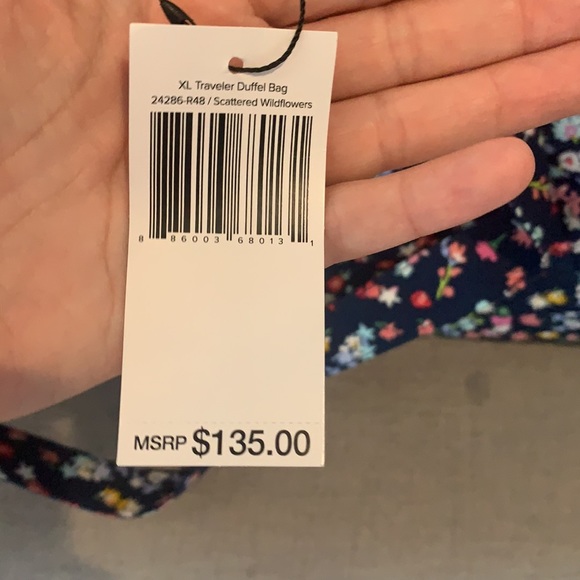 XL Traveler Duffel Bag
24286-R48 / Scattered Wildflowers
8 86003 68013 1
MSRP $135.00